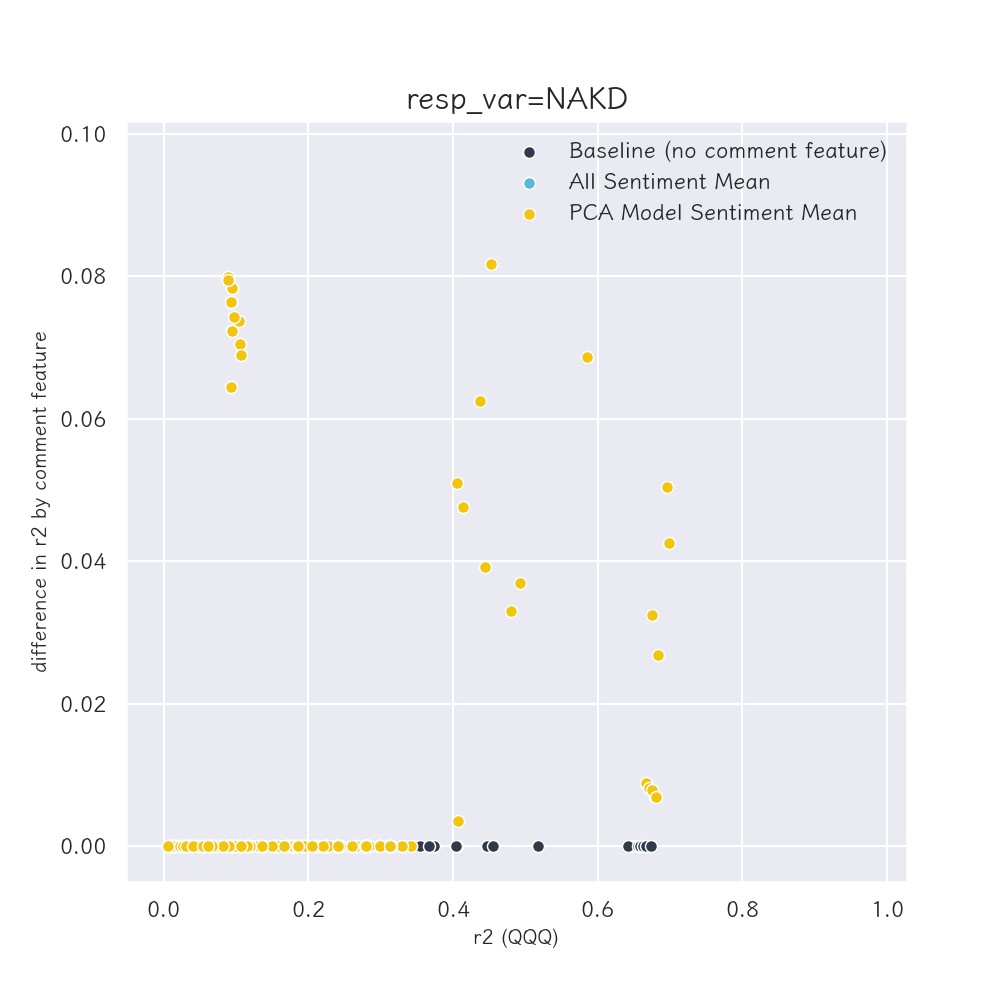 resp_var=NAKD
0.10
0.08
0.06
0.04
0.02
0.00
difference in r2 by comment feature
Baseline (no comment feature)
All Sentiment Mean
PCA Model Sentiment Mean
0.0 0.2 0.4 0.6 0.8 1.0
r2 (QQQ)